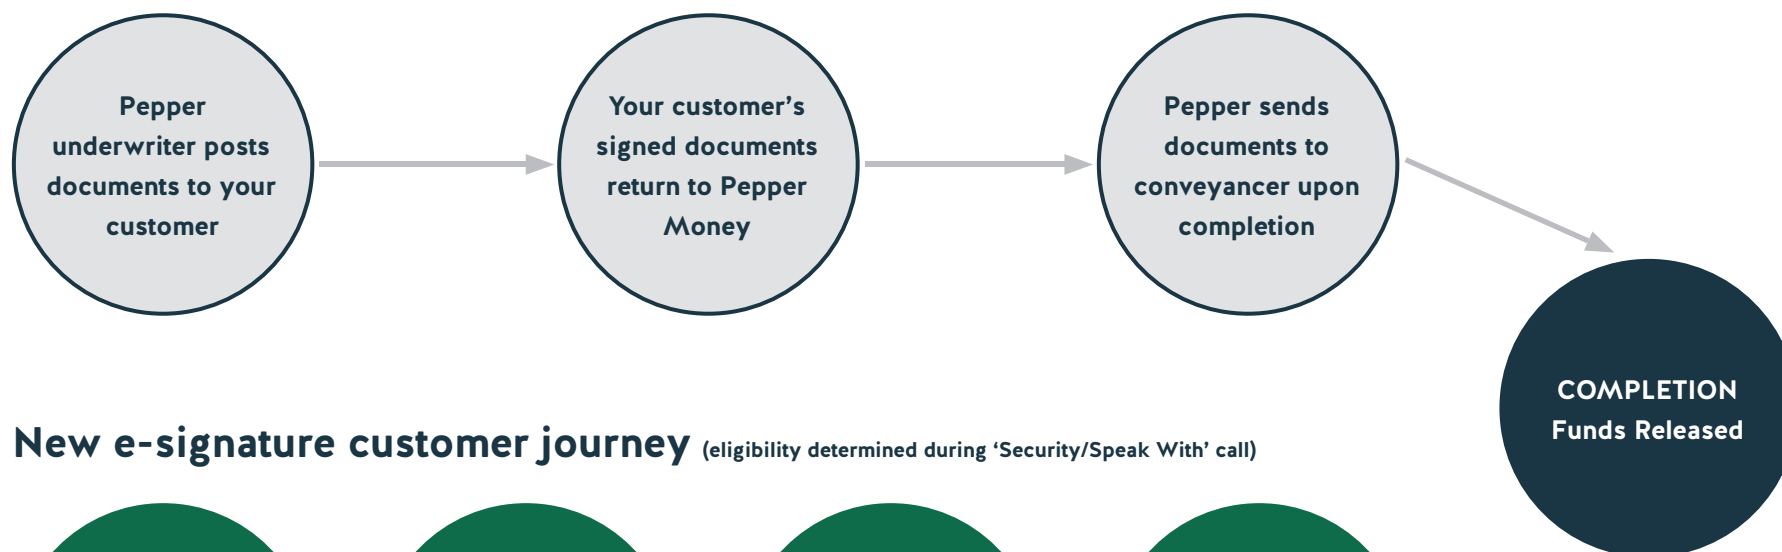 Pepper
underwriter posts
documents to your
customer
Your customer’s
signed documents
return to Pepper
Money
Pepper sends
documents to
conveyancer upon
completion
COMPLETION
Funds Released
New e-signature customer journey (eligibility determined during ‘Security/Speak With’ call)